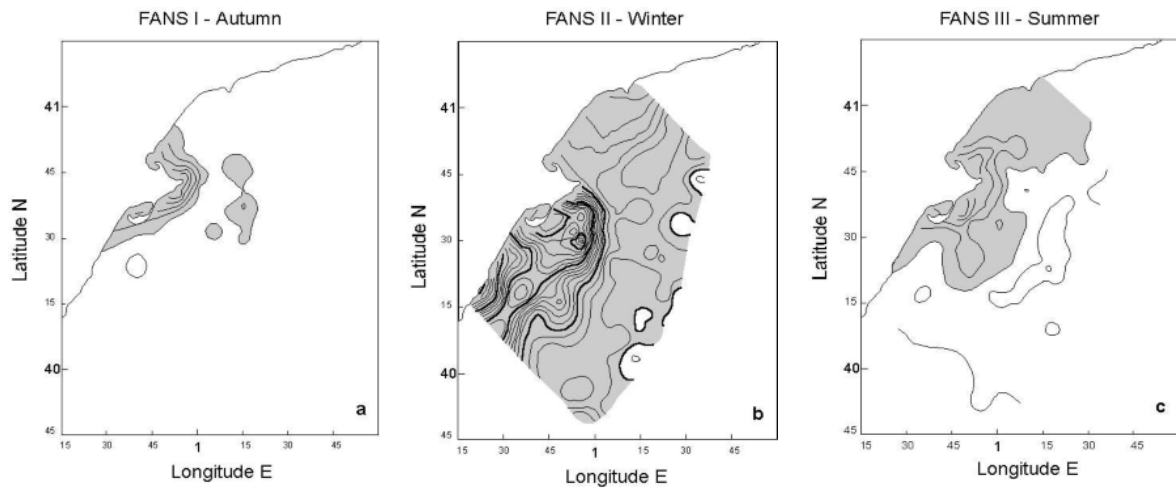 FANS I - Autumn
41
45
Latitude N
30
15
40
45
15 30 45 1 15 30 45
Longitude E
a
FANS II - Winter
41
45
Latitude N
30
15
40
45
15 30 45 1 15 30 45
Longitude E
b
FANS III - Summer
41
45
Latitude N
30
15
40
45
15 30 45 1 15 30 45
Longitude E
c